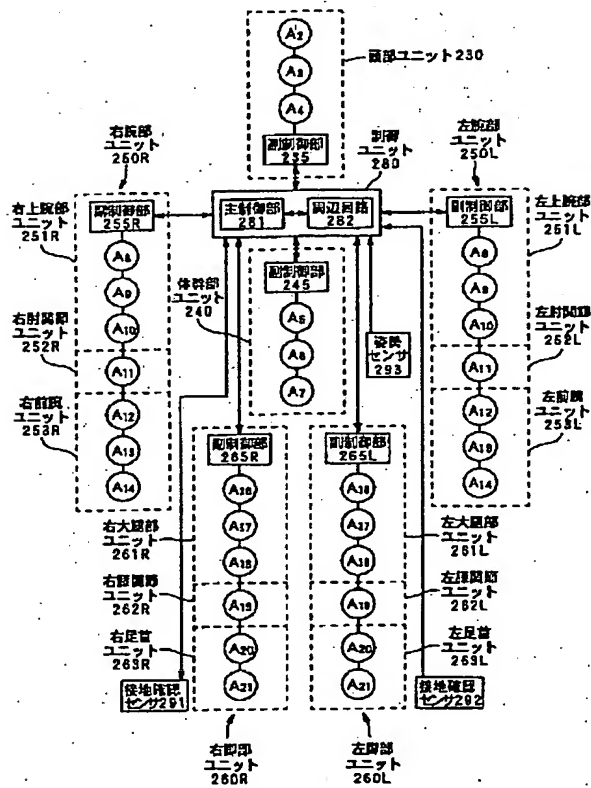 A2
A3
A4
副制御部
235
頭部ユニット230
右腕部
ユニット
250R
制御
ユニット
280
左腕部
ユニット
250L
右上腕部
ユニット
251R
副制御部
255R
主制御部
281
周辺回路
282
副制御部
255L
左上腕部
ユニット
251L
A8
A9
A10
右肘関節
ユニット
252R
A11
右前腕
ユニット
253R
A12
A13
A14
体幹部
ユニット
240
副制御部
245
A5
A6
A7
姿勢
センサ
293
A8
A9
A10
左肘関節
ユニット
252L
A11
左前腕
ユニット
253L
A12
A13
A14
副制御部
265R
副制御部
265L
右大腿部
ユニット
261R
A16
A17
A18
右膝関節
ユニット
262R
A19
右足首
ユニット
263R
A20
A21
A16
A17
A18
左大腿部
ユニット
261L
A19
左膝関節
ユニット
262L
A20
A21
左足首
ユニット
263L
接地確認
センサ291
接地確認
センサ292
右脚部
ユニット
260R
左脚部
ユニット
260L